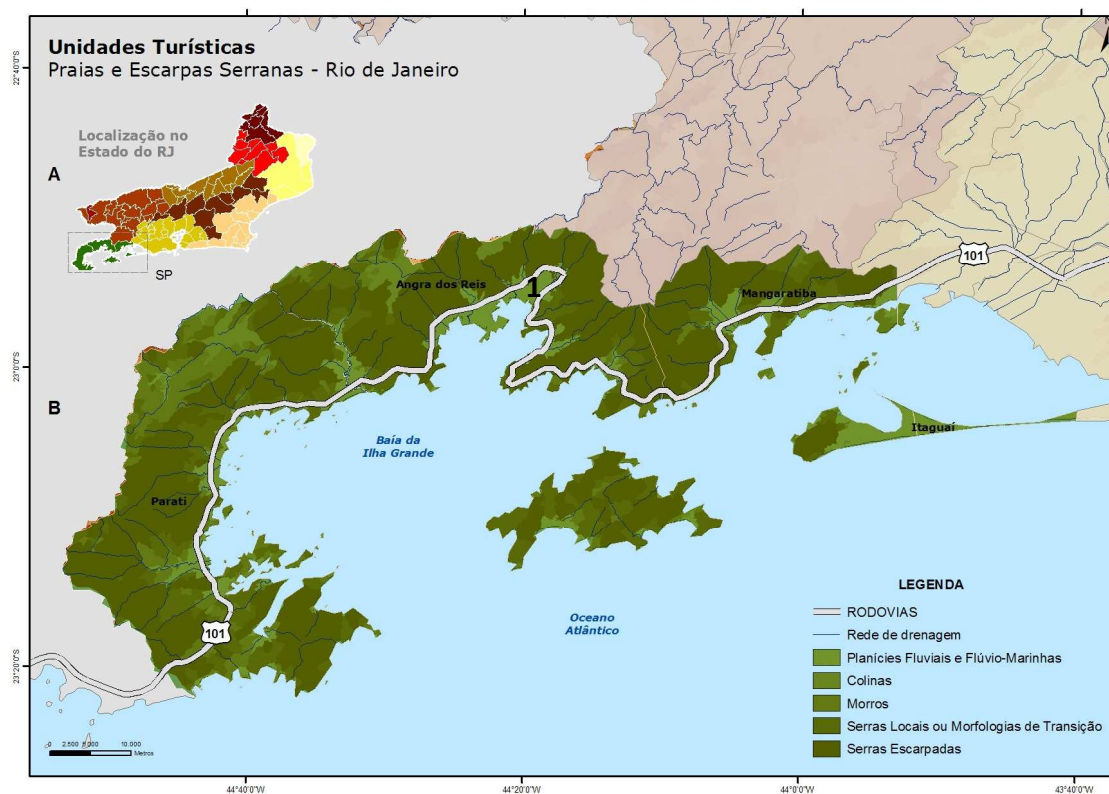 Unidades Turísticas
Praias e Escarpas Serranas - Rio de Janeiro
22°40'0"S
Localização no
Estado do RJ
A
SP
101
Angra dos Reis
1
Mangaratiba
23°0'0"S
B
Itaguaí
Baía da
Ilha Grande
Parati
Oceano
Atlântico
101
23°20'0"S
LEGENDA
RODOVIAS
Rede de drenagem
Planícies Fluviais e Flúvio-Marinhas
Colinas
Morros
Serras Locais ou Morfologias de Transição
Serras Escarpadas
0 2.500 5.000 10.000
Metros
44°40'0"W
44°20'0"W
44°0'0"W
43°40'0"W